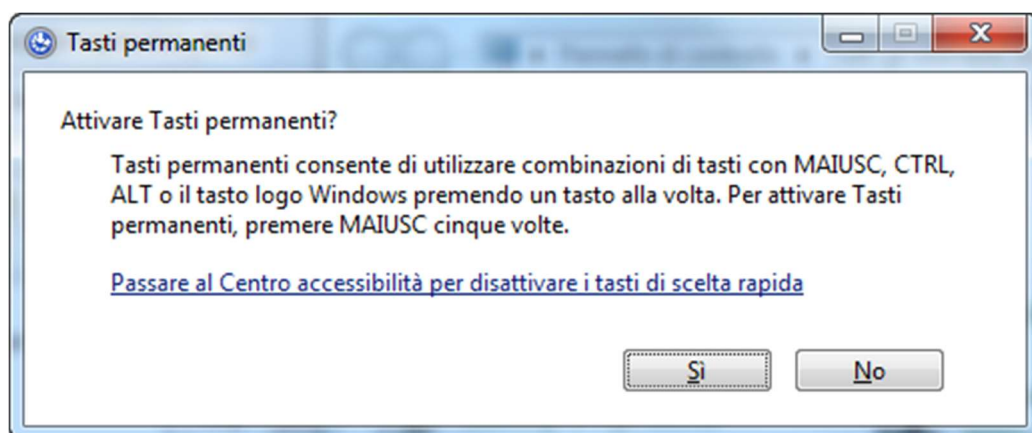 Tasti permanenti
Attivare Tasti permanenti?
Tasti permanenti consente di utilizzare combinazioni di tasti con MAIUSC, CTRL,
ALT o il tasto logo Windows premendo un tasto alla volta. Per attivare Tasti
permanenti, premere MAIUSC cinque volte.
Passare al Centro accessibilità per disattivare i tasti di scelta rapida
Sì
No